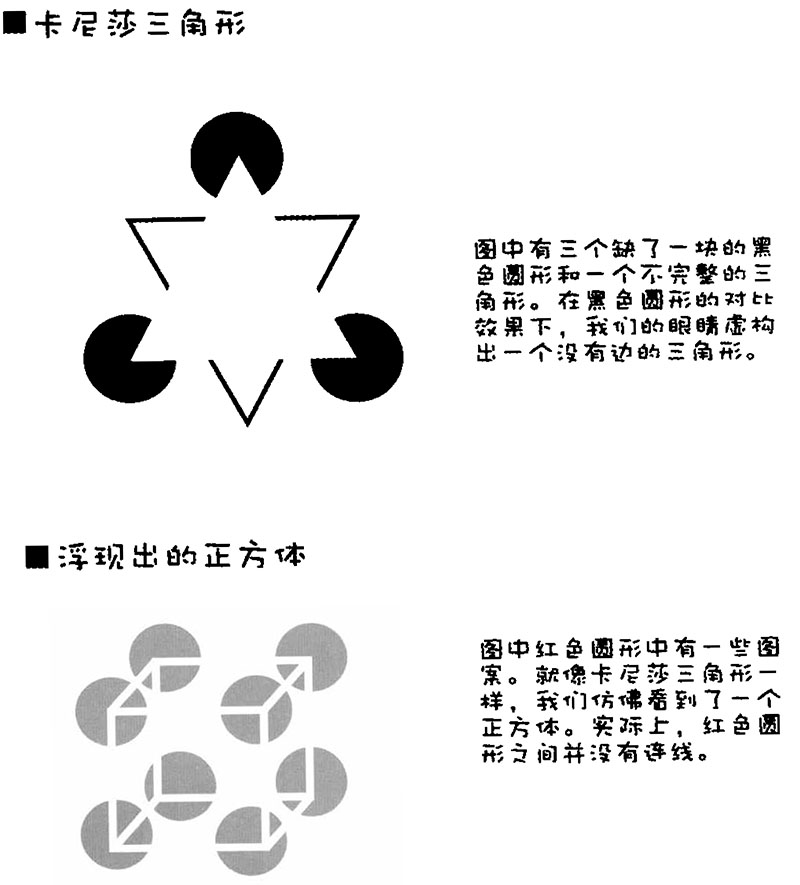 ■卡尼莎三角形
图中有三个缺了一块的黑
色圆形和一个不完整的三
角形。在黑色圆形的对比
效果下，我们的眼睛虚构
出一个没有边的三角形。
■浮现出的正方体
图中红色圆形中有一些图
案。就像卡尼莎三角形一
样，我们仿佛看到了一个
正方体。实际上，红色圆
形之间并没有连线。